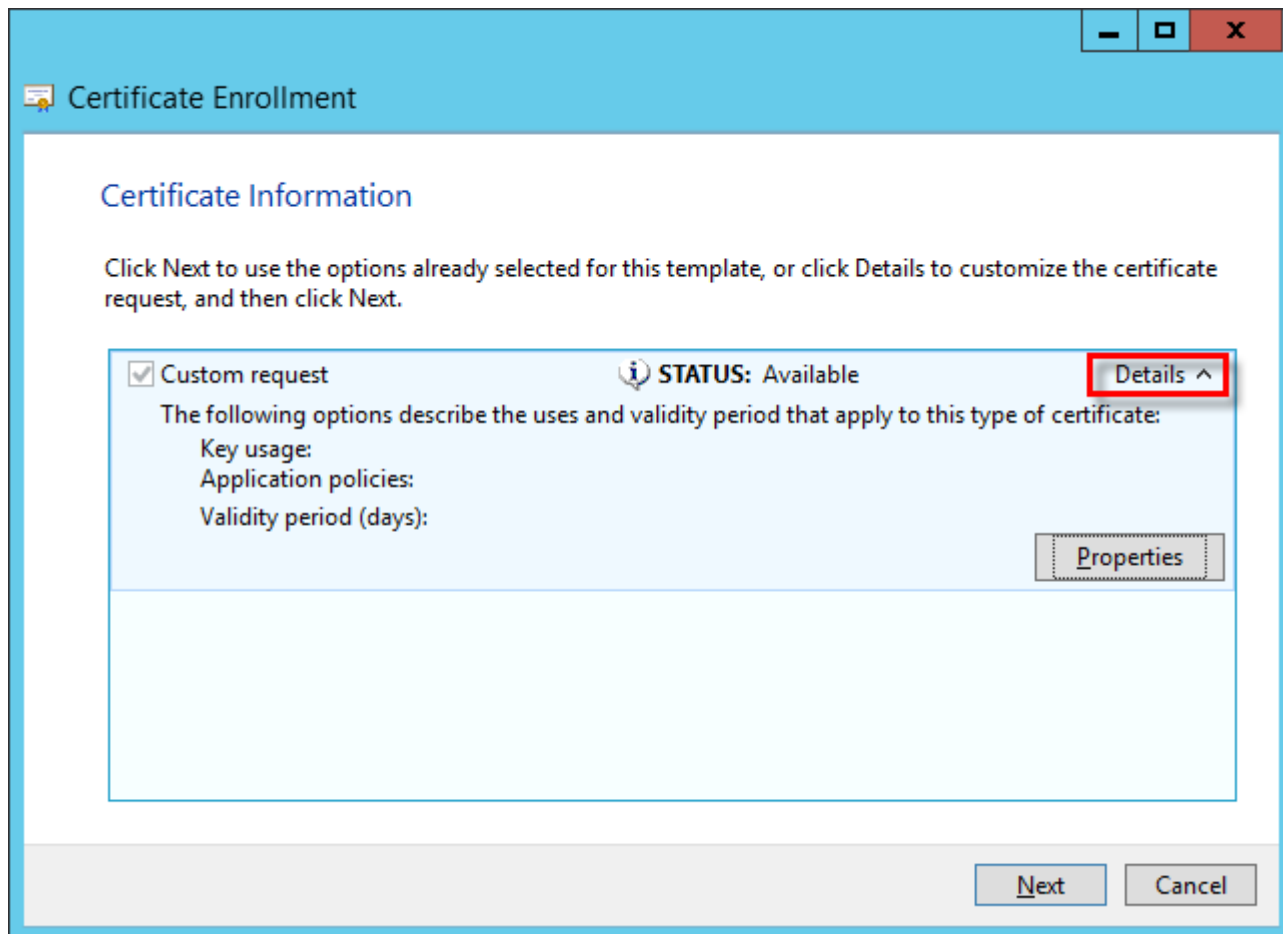 Certificate Enrollment
Certificate Information
Click Next to use the options already selected for this template, or click Details to customize the certificate
request, and then click Next.
Custom request STATUS: Available Details
The following options describe the uses and validity period that apply to this type of certificate:
Key usage:
Application policies:
Validity period (days):
Properties
Next Cancel